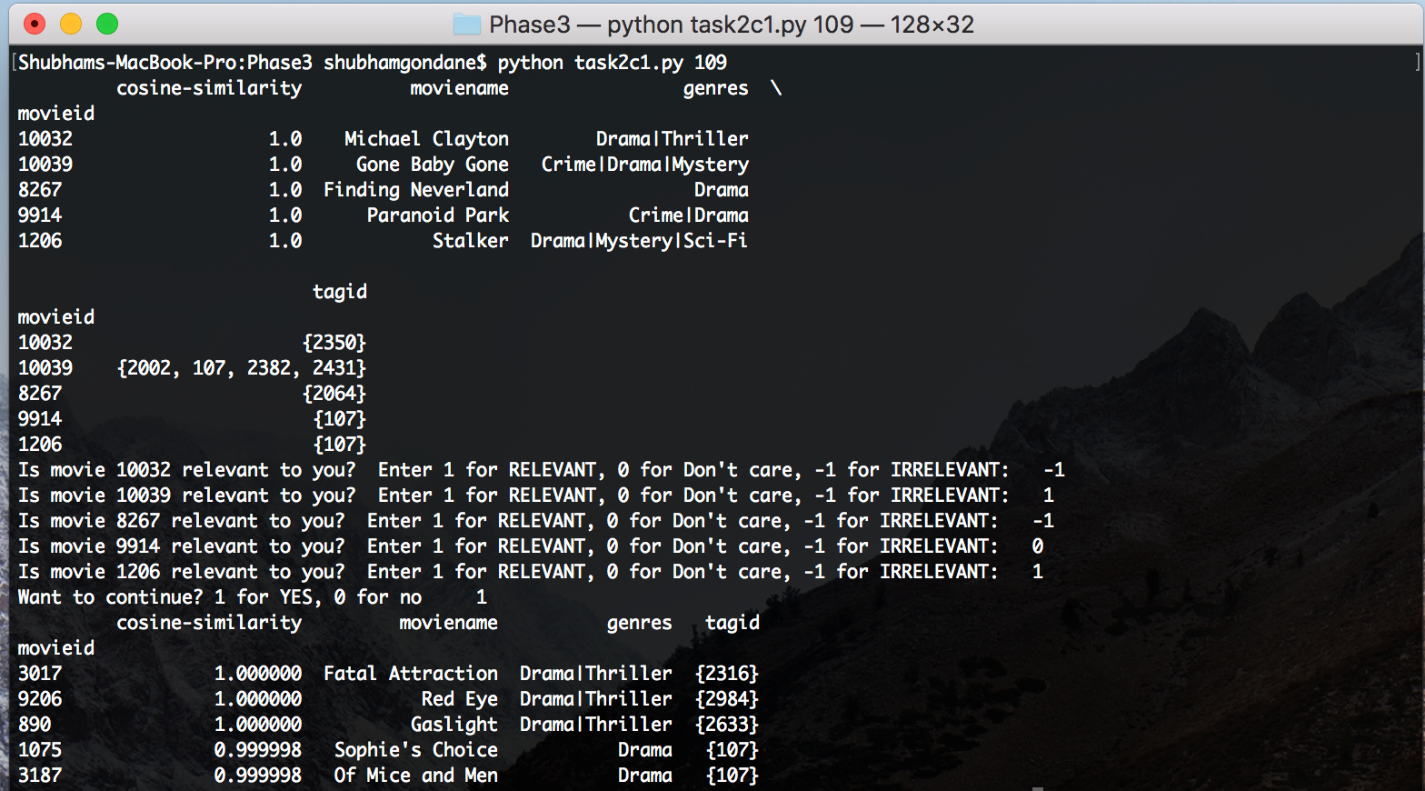 Phase3 — python task2c1.py 109 — 128×32
[Shubhams-MacBook-Pro:Phase3 shubhamgondane$ python task2c1.py 109 ]
cosine-similarity moviename genres \
movieid
10032 1.0 Michael Clayton Drama|Thriller
10039 1.0 Gone Baby Gone Crime|Drama|Mystery
8267 1.0 Finding Neverland Drama
9914 1.0 Paranoid Park Crime|Drama
1206 1.0 Stalker Drama|Mystery|Sci-Fi
tagid
movieid
10032 {2350}
10039 {2002, 107, 2382, 2431}
8267 {2064}
9914 {107}
1206 {107}
Is movie 10032 relevant to you? Enter 1 for RELEVANT, 0 for Don't care, -1 for IRRELEVANT: -1
Is movie 10039 relevant to you? Enter 1 for RELEVANT, 0 for Don't care, -1 for IRRELEVANT: 1
Is movie 8267 relevant to you? Enter 1 for RELEVANT, 0 for Don't care, -1 for IRRELEVANT: -1
Is movie 9914 relevant to you? Enter 1 for RELEVANT, 0 for Don't care, -1 for IRRELEVANT: 0
Is movie 1206 relevant to you? Enter 1 for RELEVANT, 0 for Don't care, -1 for IRRELEVANT: 1
Want to continue? 1 for YES, 0 for no 1
cosine-similarity moviename genres tagid
movieid
3017 1.000000 Fatal Attraction Drama|Thriller {2316}
9206 1.000000 Red Eye Drama|Thriller {2984}
890 1.000000 Gaslight Drama|Thriller {2633}
1075 0.999998 Sophie's Choice Drama {107}
3187 0.999998 Of Mice and Men Drama {107}